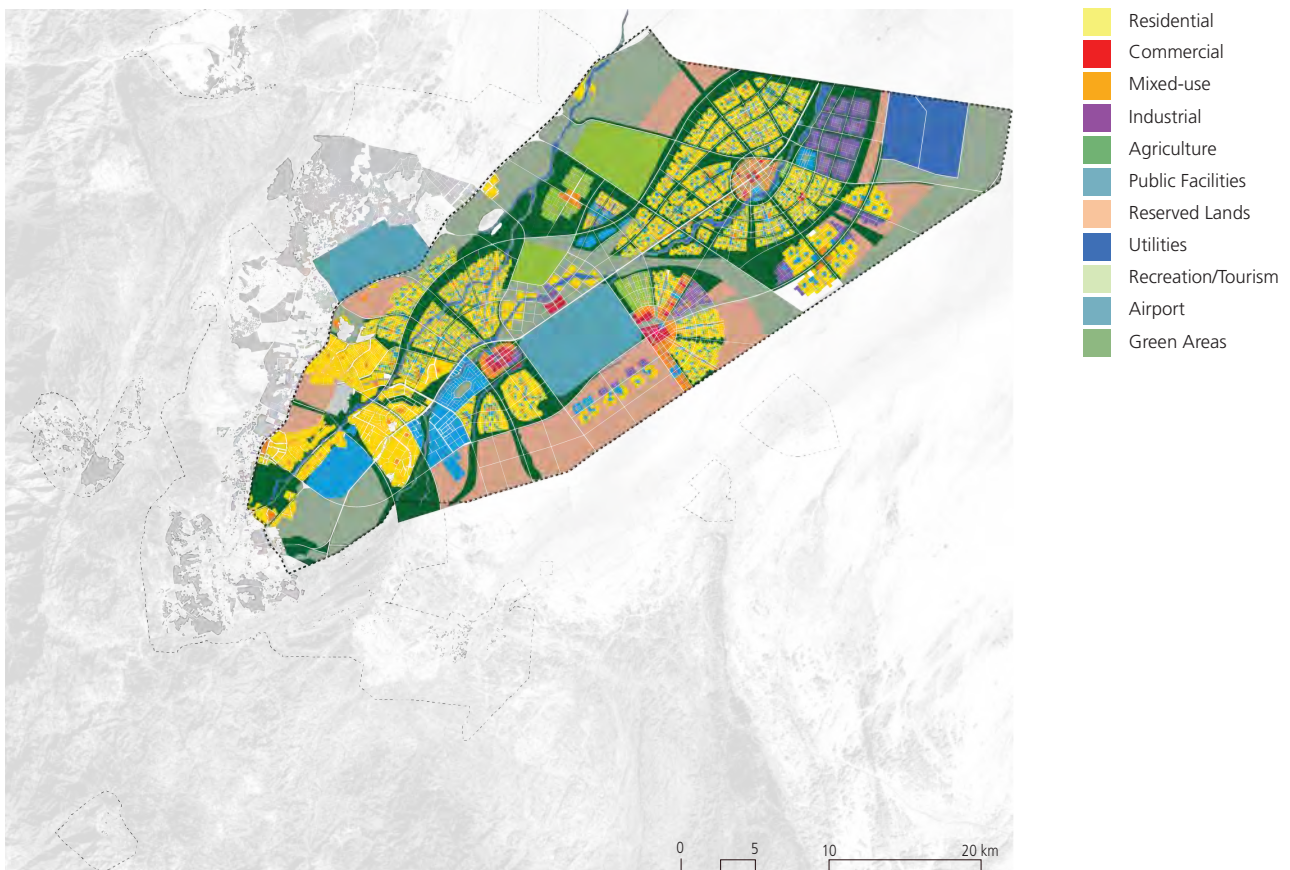 Residential
Commercial
Mixed-use
Industrial
Agriculture
Public Facilities
Reserved Lands
Utilities
Recreation/Tourism
Airport
Green Areas
0 5 10 20 km